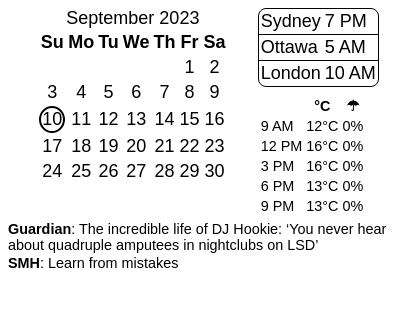 September 2023
Su Mo Tu We Th Fr Sa
1 2
3 4 5 6 7 8 9
10 11 12 13 14 15 16
17 18 19 20 21 22 23
24 25 26 27 28 29 30
Sydney 7 PM
Ottawa 5 AM
London 10 AM
°C ☂
9 AM 12°C 0%
12 PM 16°C 0%
3 PM 16°C 0%
6 PM 13°C 0%
9 PM 13°C 0%
Guardian: The incredible life of DJ Hookie: ‘You never hear
about quadruple amputees in nightclubs on LSD’
SMH: Learn from mistakes